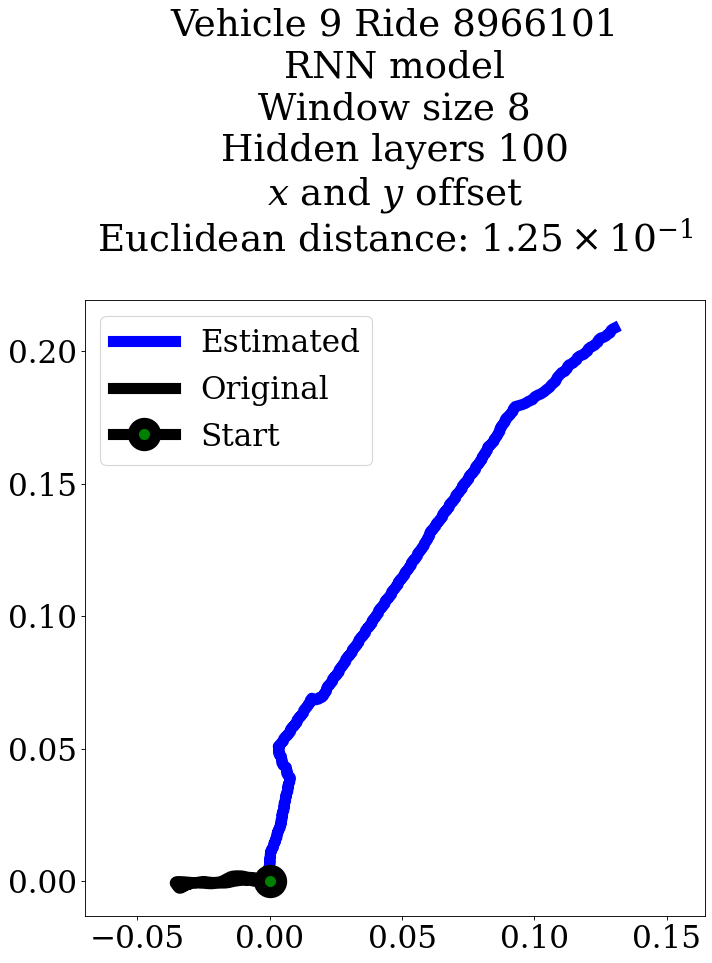 Vehicle 9 Ride 8966101
RNN model
Window size 8
Hidden layers 100
x and y offset
Euclidean distance: 1.25 × 10⁻¹
Estimated
Original
Start
0.20
0.15
0.10
0.05
0.00
−0.05 0.00 0.05 0.10 0.15